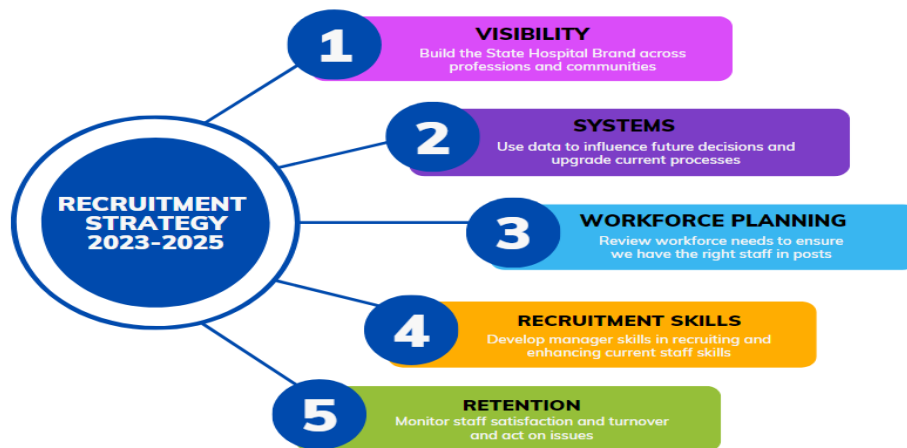 RECRUITMENT
STRATEGY
2023-2025
1
VISIBILITY
Build the State Hospital Brand across
professions and communities
2
SYSTEMS
Use data to influence future decisions and
upgrade current processes
3
WORKFORCE PLANNING
Review workforce needs to ensure
we have the right staff in posts
4
RECRUITMENT SKILLS
Develop manager skills in recruiting and
enhancing current staff skills
5
RETENTION
Monitor staff satisfaction and turnover
and act on issues